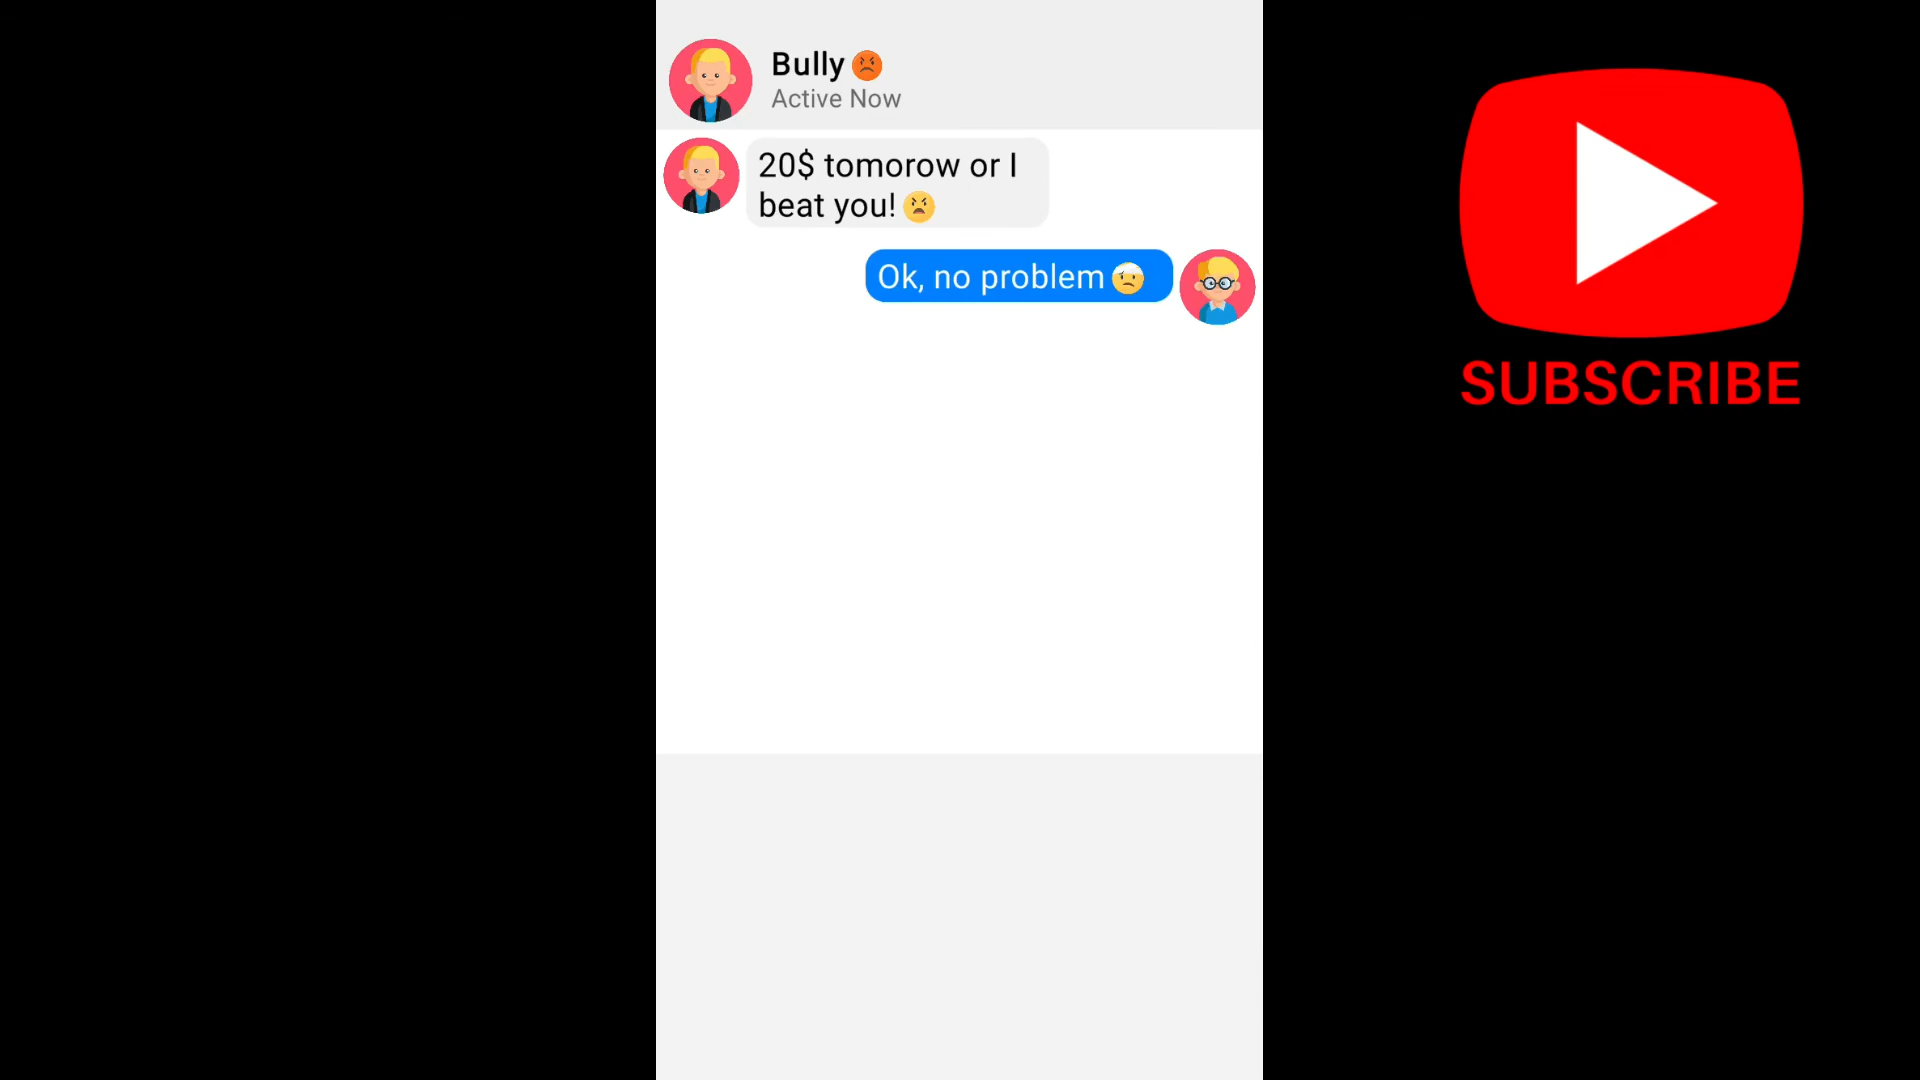 Bully😡
Active Now
20$ tomorow or I
beat you!😠
Ok, no problem🤕
SUBSCRIBE